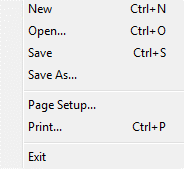 New Ctrl+N
Open... Ctrl+O
Save Ctrl+S
Save As...
Page Setup...
Print... Ctrl+P
Exit